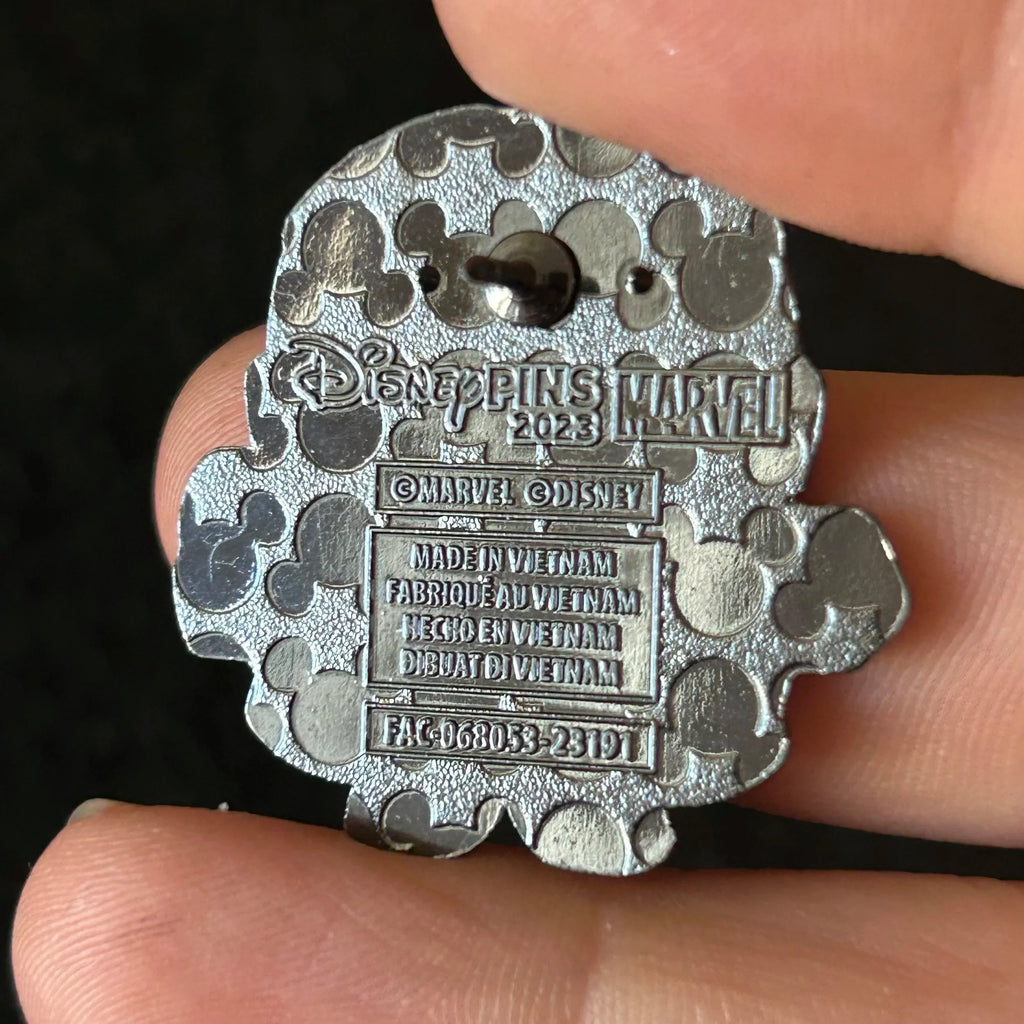 Disney PINS MARVEL
2023
©MARVEL ©DISNEY
MADE IN VIETNAM
FABRIQUÉ AU VIETNAM
HECHO EN VIETNAM
DIBUAT DI VIETNAM
FAC-068053-23191